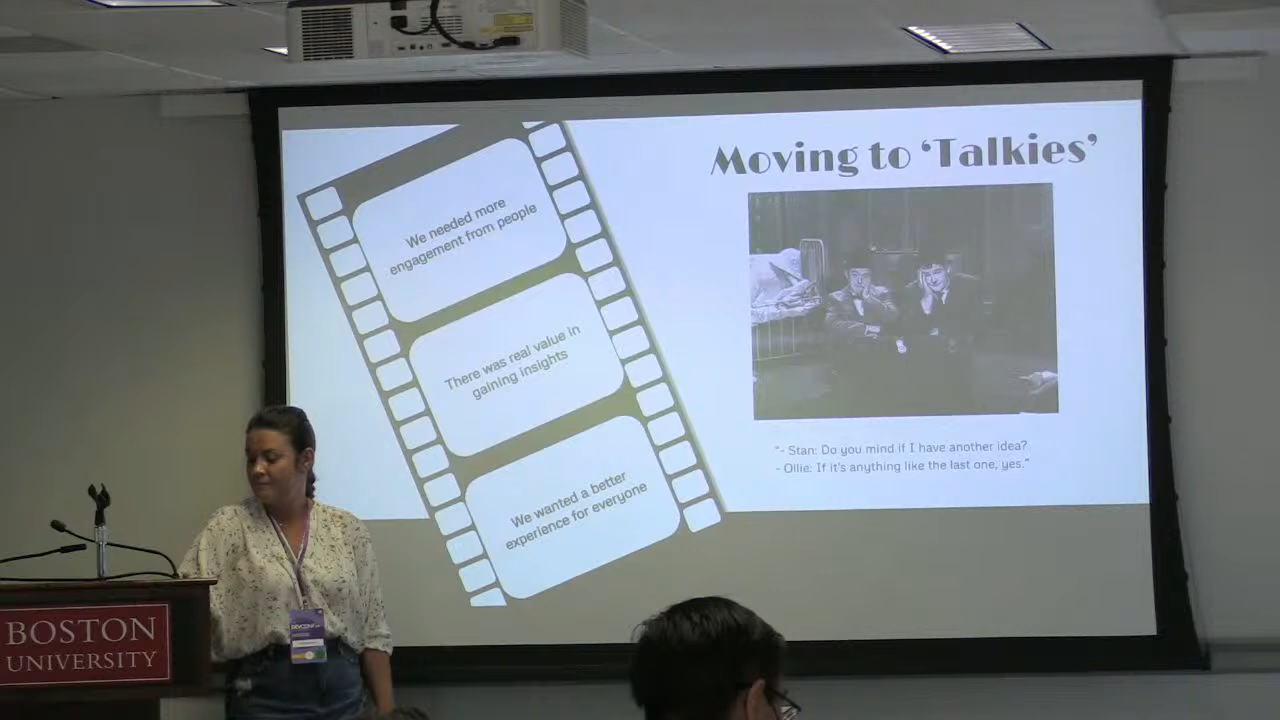 Moving to ‘Talkies’
We needed more
engagement from people
There was real value in
gaining insights
We wanted a better
experience for everyone
"- Stan: Do you mind if I have another idea?
- Ollie: If it's anything like the last one, yes."
BOSTON
UNIVERSITY
DEVCONF